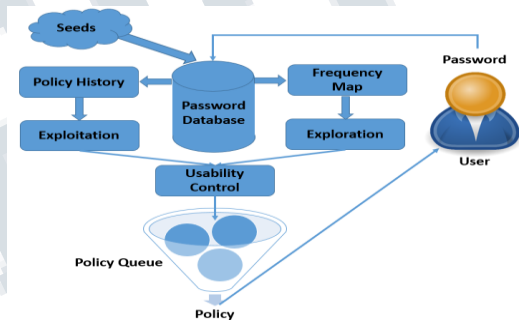 Seeds
Password
Policy History
Password
Database
Frequency
Map
Exploitation
Exploration
User
Usability
Control
Policy Queue
Policy